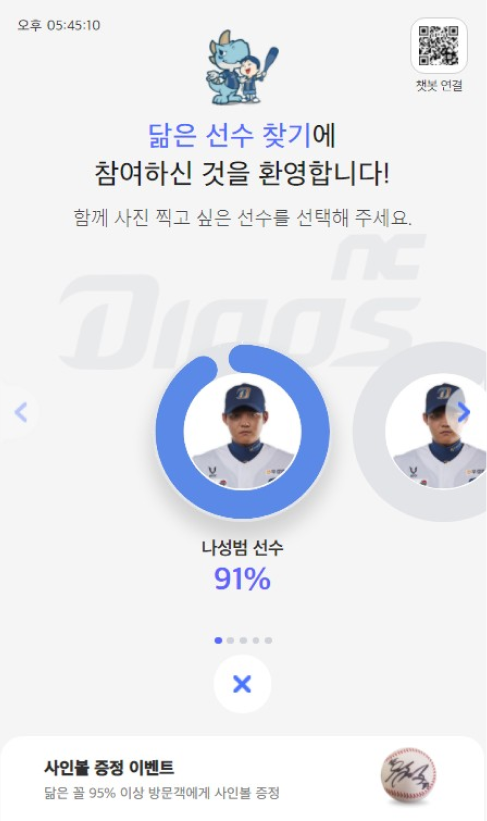 오후 05:45:10
챗봇 연결
닮은 선수 찾기에
참여하신 것을 환영합니다!
함께 사진 찍고 싶은 선수를 선택해 주세요.
NC
DINOS
나성범 선수
91%
사인볼 증정 이벤트
닮은 꼴 95% 이상 방문객에게 사인볼 증정